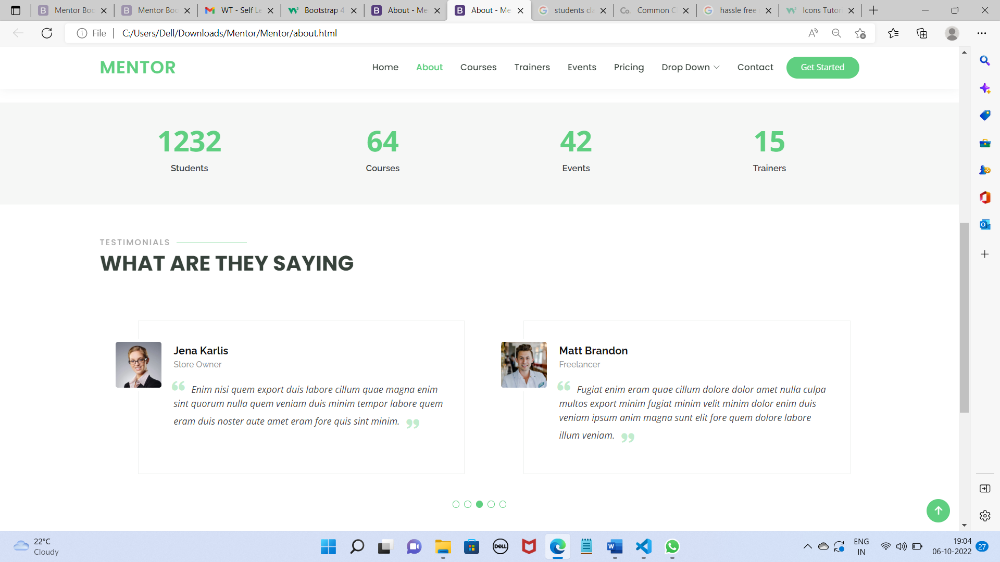 Mentor Boo
Mentor Boo
WT - Self Le
Bootstrap 4
About - Me
About - Me
students cla
Common C
hassle free
Icons Tutor
File
C:/Users/Dell/Downloads/Mentor/Mentor/about.html
MENTOR
Home
About
Courses
Trainers
Events
Pricing
Drop Down
Contact
Get Started
1232
Students
64
Courses
42
Events
15
Trainers
TESTIMONIALS
WHAT ARE THEY SAYING
Jena Karlis
Store Owner
“ Enim nisi quem export duis labore cillum quae magna enim
sint quorum nulla quem veniam duis minim tempor labore quem
eram duis noster aute amet eram fore quis sint minim. ”
Matt Brandon
Freelancer
“ Fugiat enim eram quae cillum dolore dolor amet nulla culpa
multos export minim fugiat minim velit minim dolor enim duis
veniam ipsum anim magna sunt elit fore quem dolore labore
illum veniam. ”
22°C
Cloudy
DELL
ENG
IN
19:04
06-10-2022
27